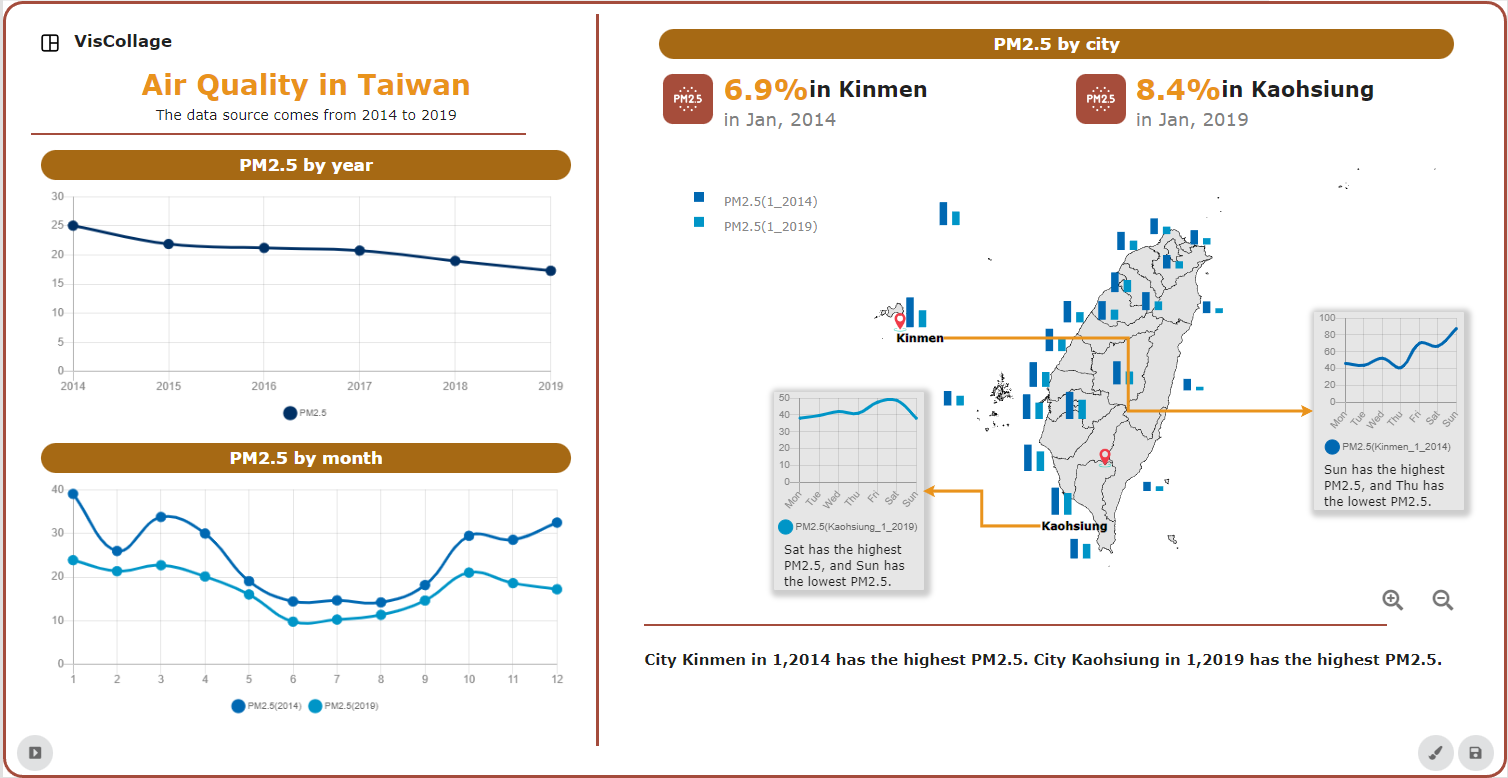 VisCollage
Air Quality in Taiwan
The data source comes from 2014 to 2019
PM2.5 by year
30
25
20
15
10
5
0
2014 2015 2016 2017 2018 2019
PM2.5
PM2.5 by month
40
30
20
10
0
1 2 3 4 5 6 7 8 9 10 11 12
PM2.5(2014) PM2.5(2019)
PM2.5 by city
PM2.5
6.9% in Kinmen
in Jan, 2014
PM2.5
8.4% in Kaohsiung
in Jan, 2019
PM2.5(1_2014)
PM2.5(1_2019)
Kinmen
Kaohsiung
50
40
30
20
10
0
Mon Tue Wed Thu Fri Sat Sun
PM2.5(Kaohsiung_1_2019)
Sat has the highest
PM2.5, and Sun has
the lowest PM2.5.
100
80
60
40
20
0
Mon Tue Wed Thu Fri Sat Sun
PM2.5(Kinmen_1_2014)
Sun has the highest
PM2.5, and Thu has
the lowest PM2.5.
City Kinmen in 1,2014 has the highest PM2.5. City Kaohsiung in 1,2019 has the highest PM2.5.